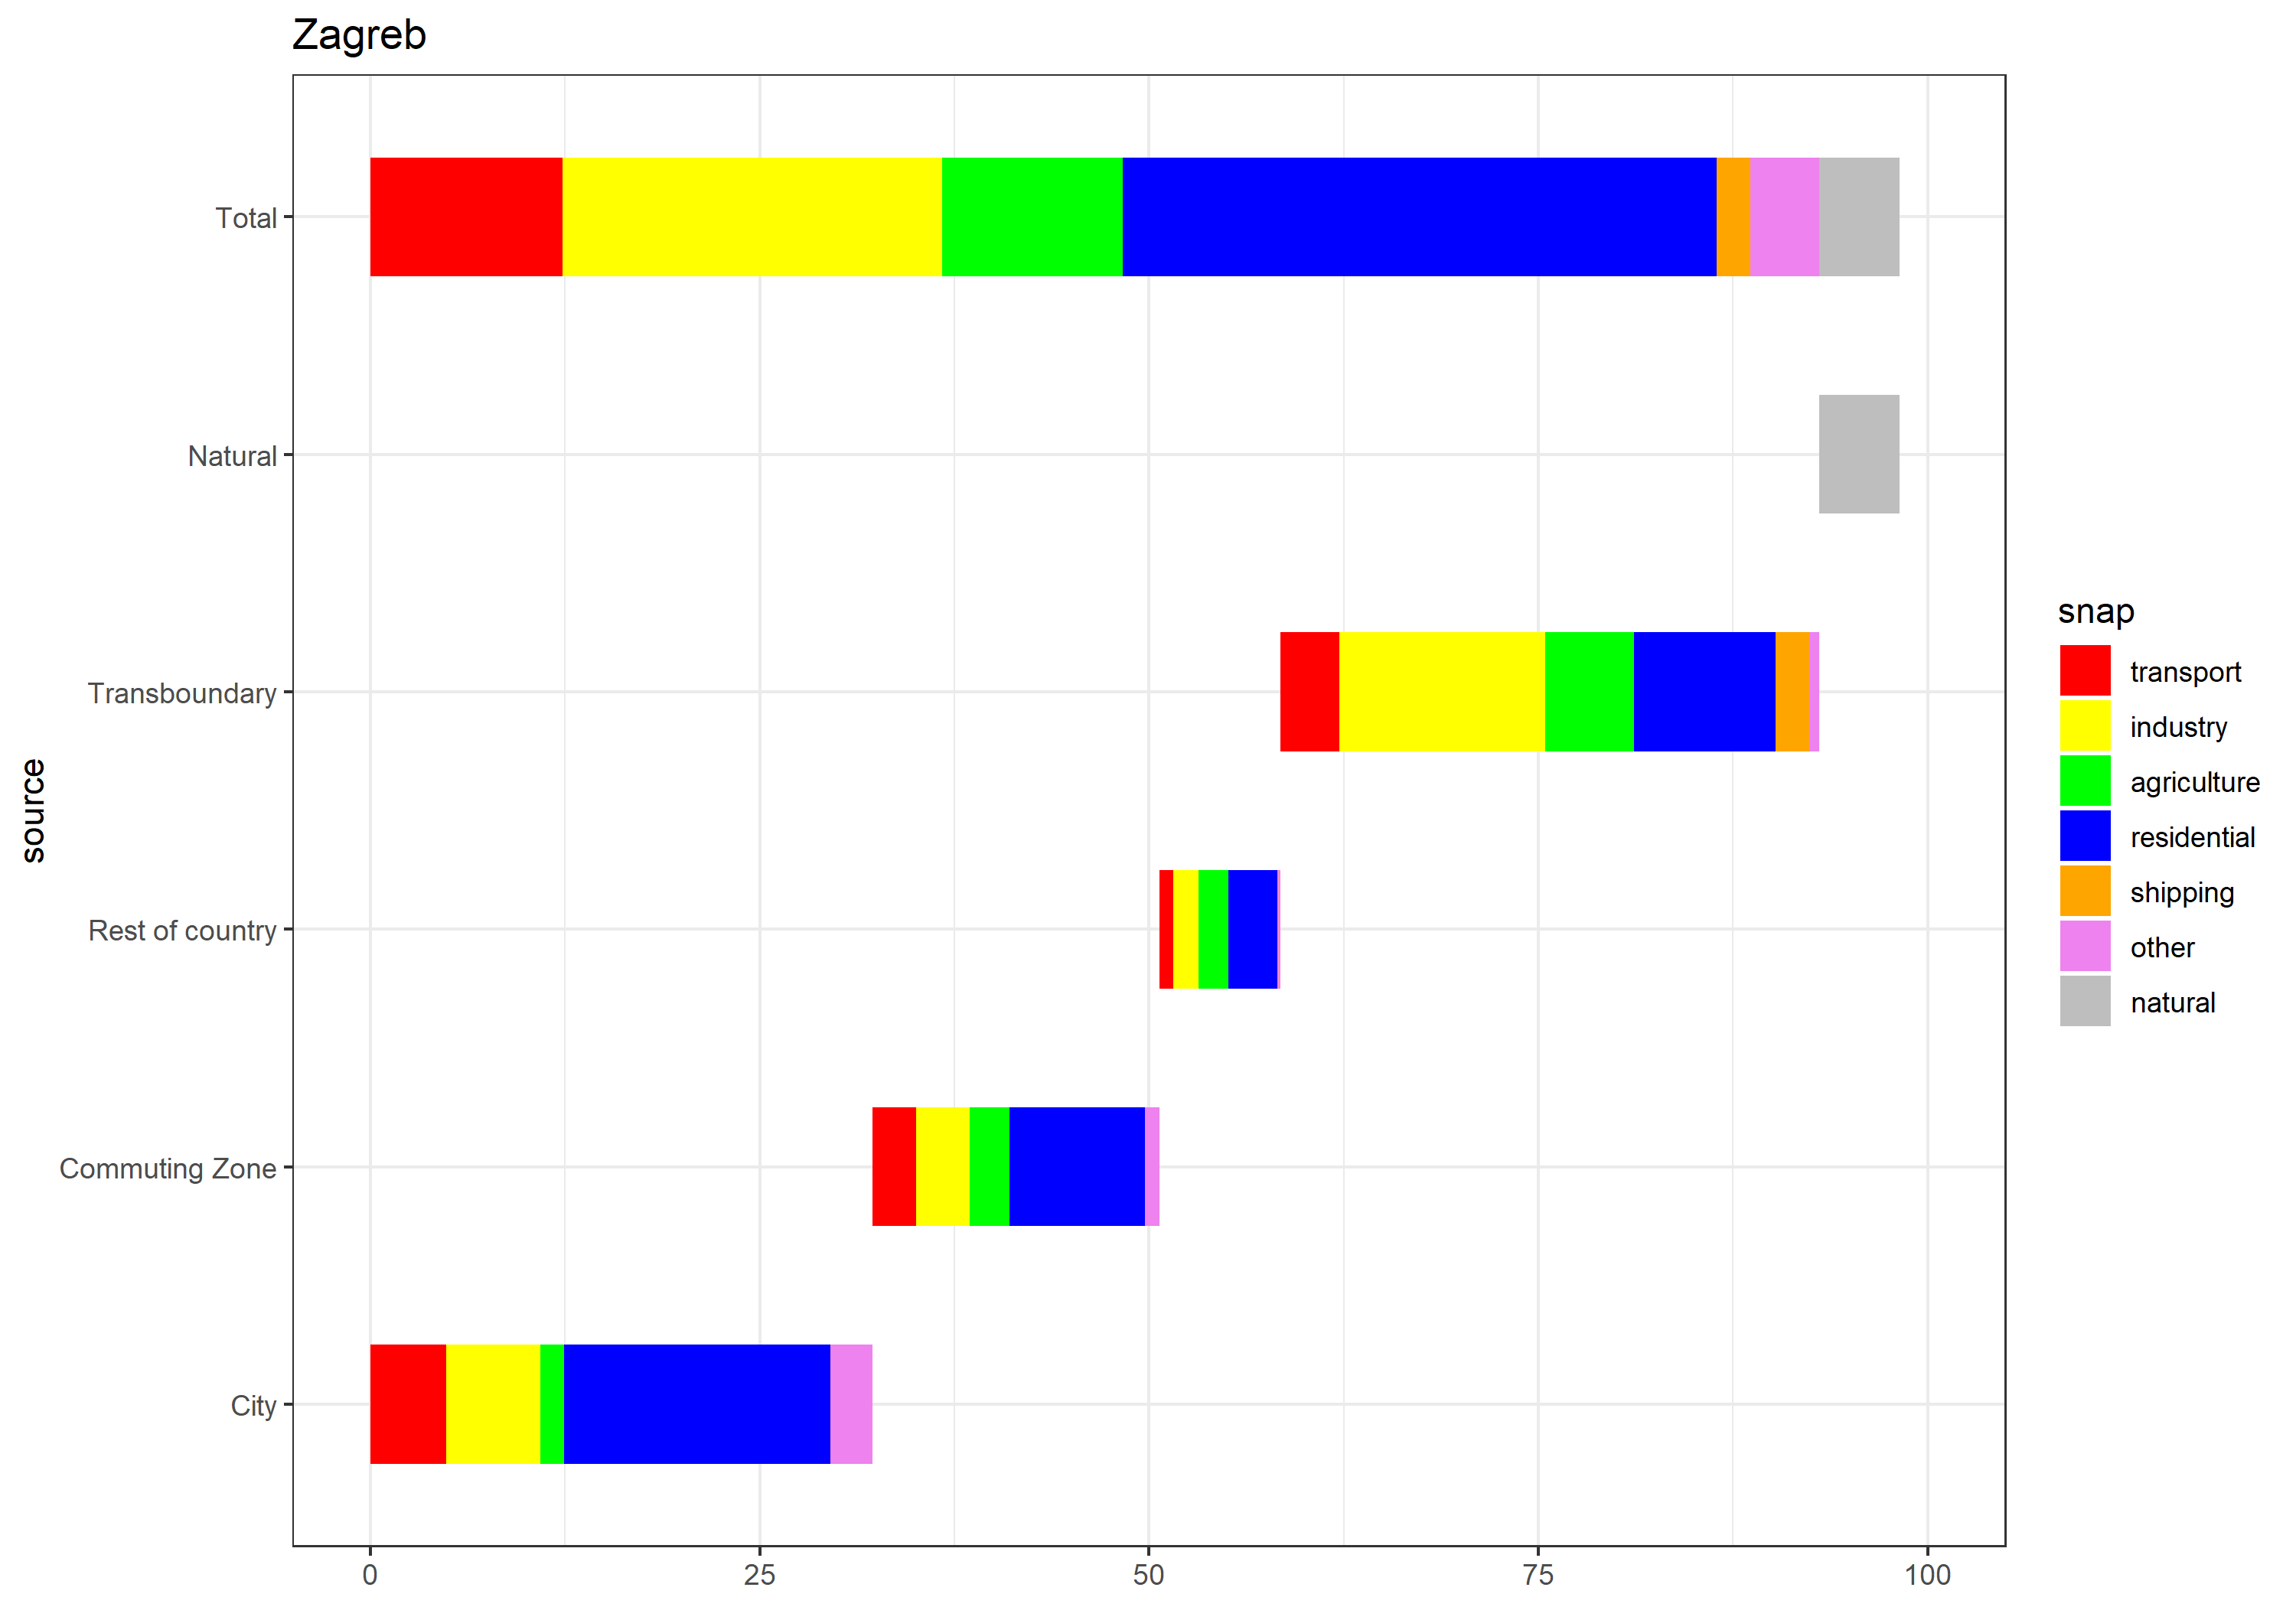 Zagreb
Total
Natural
Transboundary
Rest of country
Commuting Zone
City
source
0 25 50 75 100
snap
transport
industry
agriculture
residential
shipping
other
natural